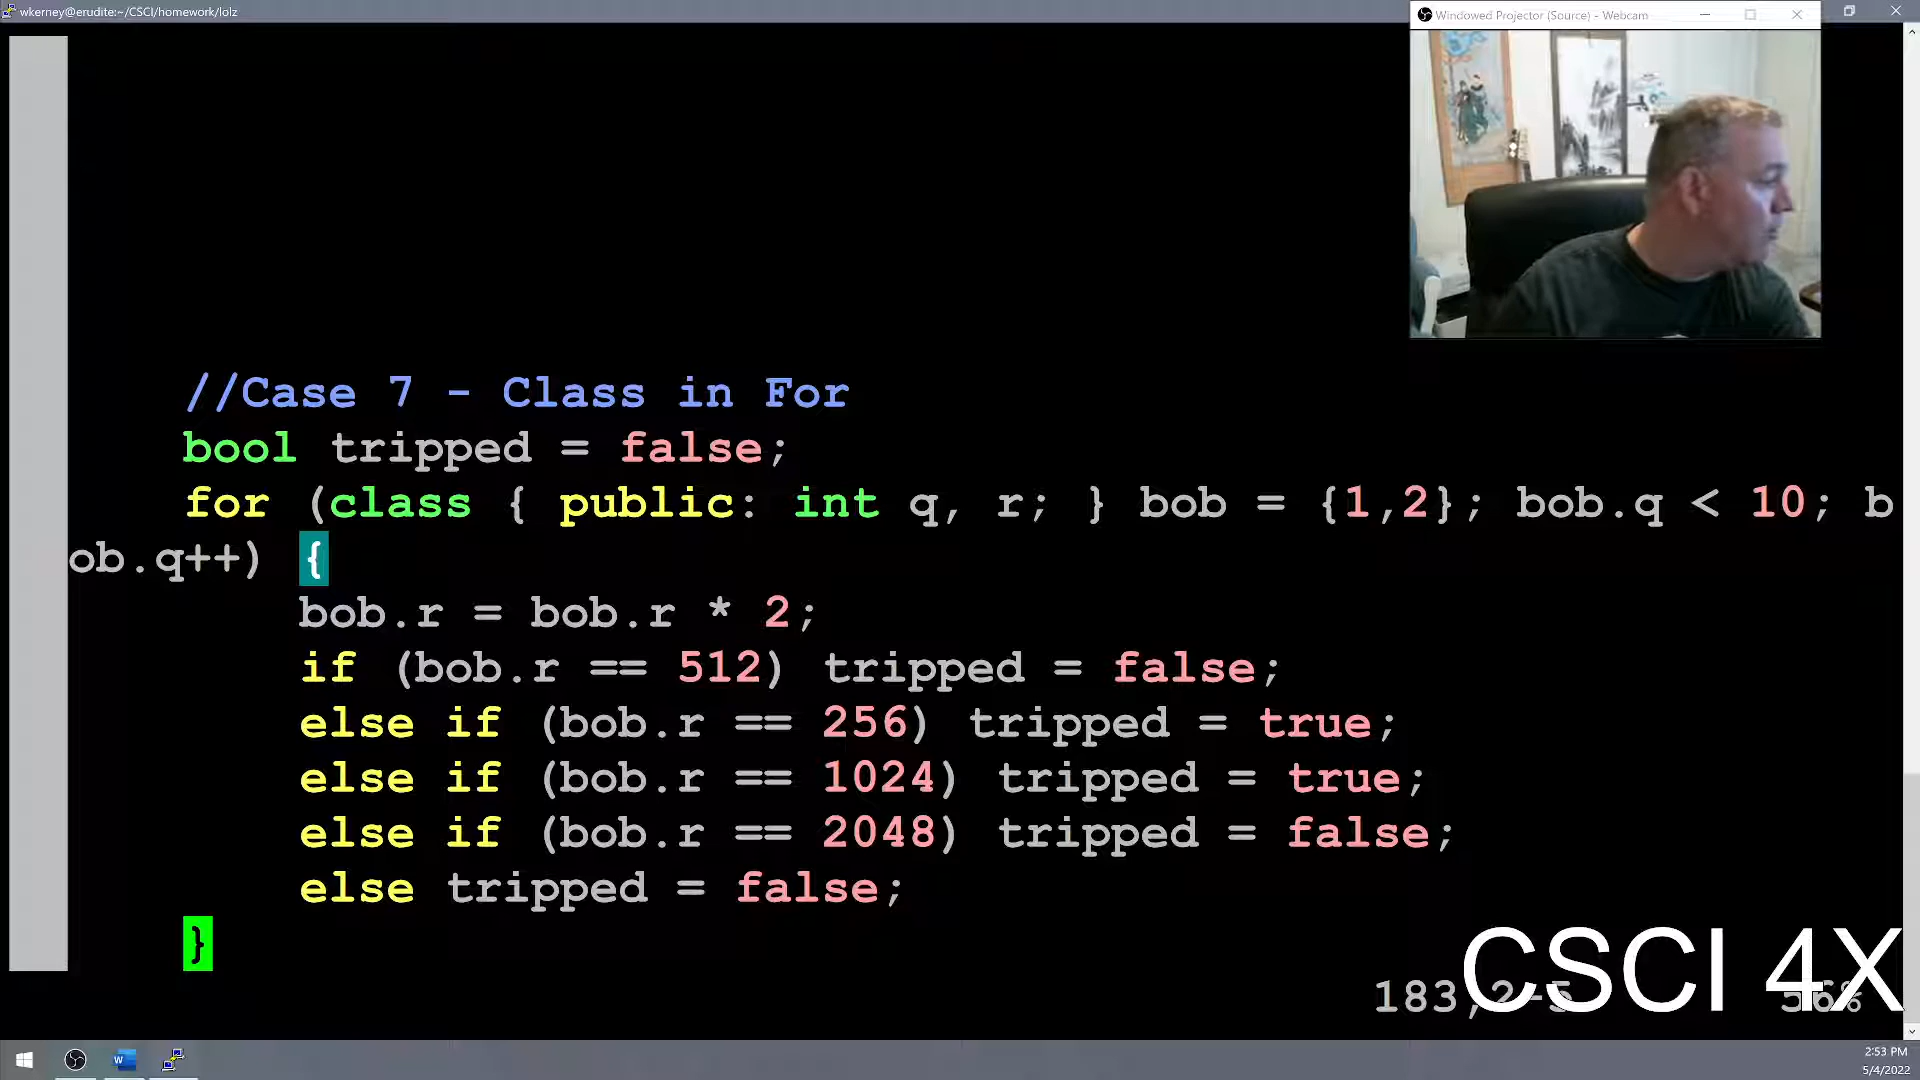 wkerney@erudite:~/CSCI/homework/lolz
Windowed Projector (Source) - Webcam
//Case 7 - Class in For
bool tripped = false;
for (class { public: int q, r; } bob = {1,2}; bob.q < 10; b
ob.q++) {
bob.r = bob.r * 2;
if (bob.r == 512) tripped = false;
else if (bob.r == 256) tripped = true;
else if (bob.r == 1024) tripped = true;
else if (bob.r == 2048) tripped = false;
else tripped = false;
}
183,2-5
56%
CSCI 4X
2:53 PM
5/4/2022